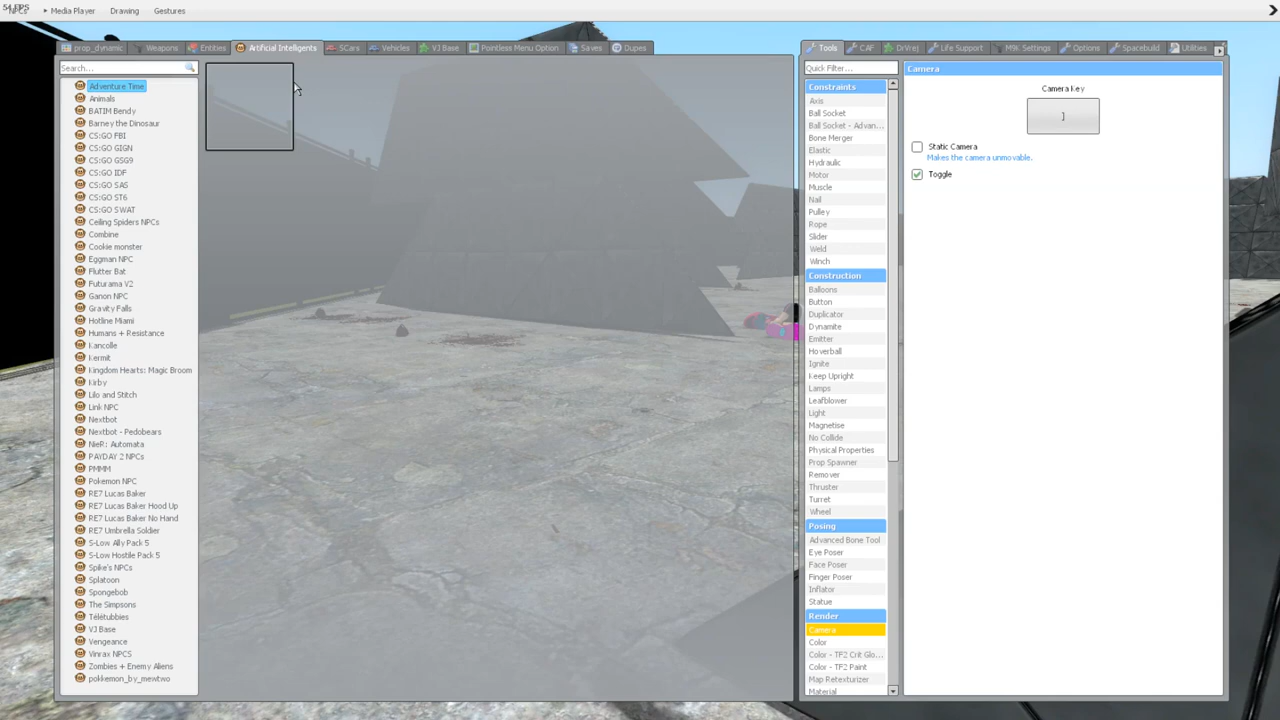 54 FPS
NPCs
Media Player
Drawing
Gestures
prop_dynamic
Weapons
Entities
Artificial Intelligents
SCars
Vehicles
VJ Base
Pointless Menu Option
Saves
Dupes
Search...
Adventure Time
Animals
BATIM Bendy
Barney the Dinosaur
CS:GO FBI
CS:GO GIGN
CS:GO GSG9
CS:GO IDF
CS:GO SAS
CS:GO ST6
CS:GO SWAT
Ceiling Spiders NPCs
Combine
Cookie monster
Eggman NPC
Flutter Bat
Futurama V2
Ganon NPC
Gravity Falls
Hotline Miami
Humans + Resistance
Kancolle
Kermit
Kingdom Hearts: Magic Broom
Kirby
Lilo and Stitch
Link NPC
Nextbot
Nextbot - Pedobears
NieR: Automata
PAYDAY 2 NPCs
PMMM
Pokemon NPC
RE7 Lucas Baker
RE7 Lucas Baker Hood Up
RE7 Lucas Baker No Hand
RE7 Umbrella Soldier
S-Low Ally Pack 5
S-Low Hostile Pack 5
Spike's NPCs
Splatoon
Spongebob
The Simpsons
Télétubbies
VJ Base
Vengeance
Vinrax NPCS
Zombies + Enemy Aliens
pokkemon_by_mewtwo
Tools
CAF
DrVrej
Life Support
M9K Settings
Options
Spacebuild
Utilities
Quick Filter...
Constraints
Axis
Ball Socket
Ball Socket - Advan...
Bone Merger
Elastic
Hydraulic
Motor
Muscle
Nail
Pulley
Rope
Slider
Weld
Winch
Construction
Balloons
Button
Duplicator
Dynamite
Emitter
Hoverball
Ignite
Keep Upright
Lamps
Leafblower
Light
Magnetise
No Collide
Physical Properties
Prop Spawner
Remover
Thruster
Turret
Wheel
Posing
Advanced Bone Tool
Eye Poser
Face Poser
Finger Poser
Inflator
Statue
Render
Camera
Color
Color - TF2 Crit Glo...
Color - TF2 Paint
Map Retexturizer
Material
Camera
Camera Key
]
Static Camera
Makes the camera unmovable.
Toggle